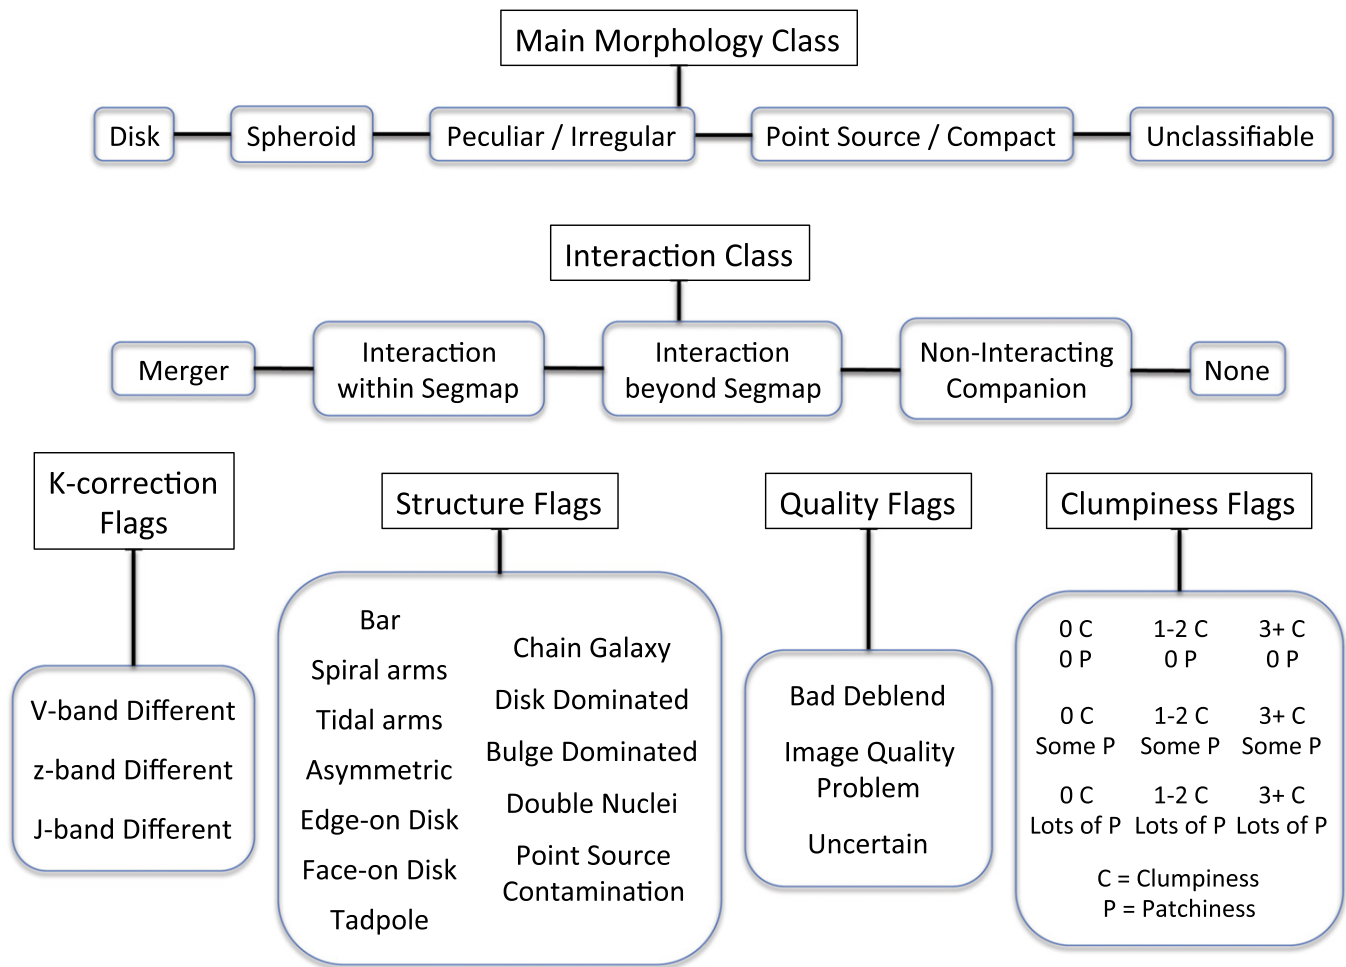 Main Morphology Class
Disk
Spheroid
Peculiar / Irregular
Point Source / Compact
Unclassifiable
Interaction Class
Merger
Interaction
within Segmap
Interaction
beyond Segmap
Non-Interacting
Companion
None
K-correction
Flags
V-band Different
z-band Different
J-band Different
Structure Flags
Bar
Spiral arms
Tidal arms
Asymmetric
Edge-on Disk
Face-on Disk
Tadpole
Chain Galaxy
Disk Dominated
Bulge Dominated
Double Nuclei
Point Source
Contamination
Quality Flags
Bad Deblend
Image Quality
Problem
Uncertain
Clumpiness Flags
0 C 1-2 C 3+ C
0 P 0 P 0 P
0 C 1-2 C 3+ C
Some P Some P Some P
0 C 1-2 C 3+ C
Lots of P Lots of P Lots of P
C = Clumpiness
P = Patchiness